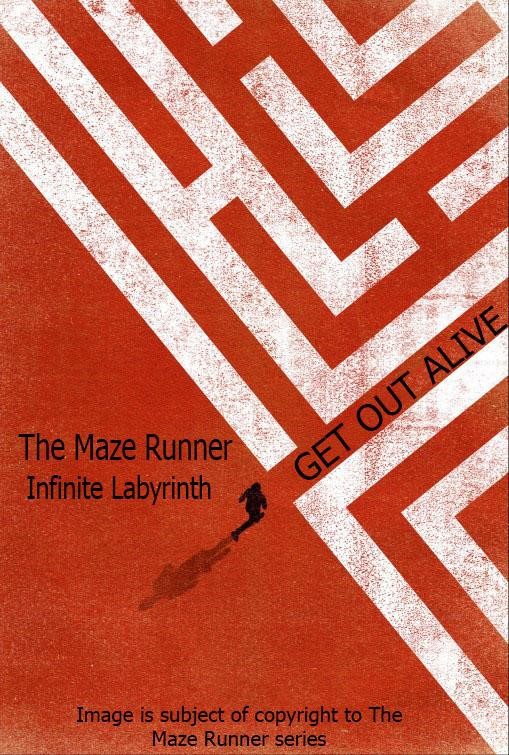 GET OUT ALIVE
The Maze Runner
Infinite Labyrinth
Image is subject of copyright to The
Maze Runner series